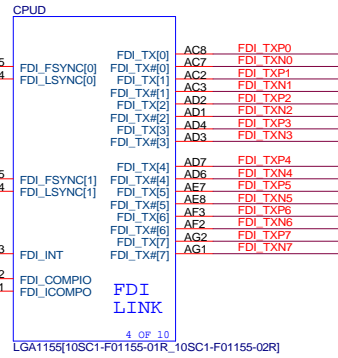 CPUD
FDI_TX[0] AC8 FDI_TXP0
FDI_FSYNC[0] FDI_TX#[0] AC7 FDI_TXN0
FDI_LSYNC[0] FDI_TX[1] AC2 FDI_TXP1
FDI_TX#[1] AC3 FDI_TXN1
FDI_TX[2] AD2 FDI_TXP2
FDI_TX#[2] AD1 FDI_TXN2
FDI_TX[3] AD4 FDI_TXP3
FDI_TX#[3] AD3 FDI_TXN3
FDI_TX[4] AD7 FDI_TXP4
FDI_FSYNC[1] FDI_TX#[4] AD6 FDI_TXN4
FDI_LSYNC[1] FDI_TX[5] AE7 FDI_TXP5
FDI_TX#[5] AE8 FDI_TXN5
FDI_TX[6] AF3 FDI_TXP6
FDI_TX#[6] AF2 FDI_TXN6
FDI_TX[7] AG2 FDI_TXP7
FDI_INT FDI_TX#[7] AG1 FDI_TXN7
FDI_COMPIO
FDI_ICOMPO
FDI
LINK
4 OF 10
LGA1155[10SC1-F01155-01R_10SC1-F01155-02R]